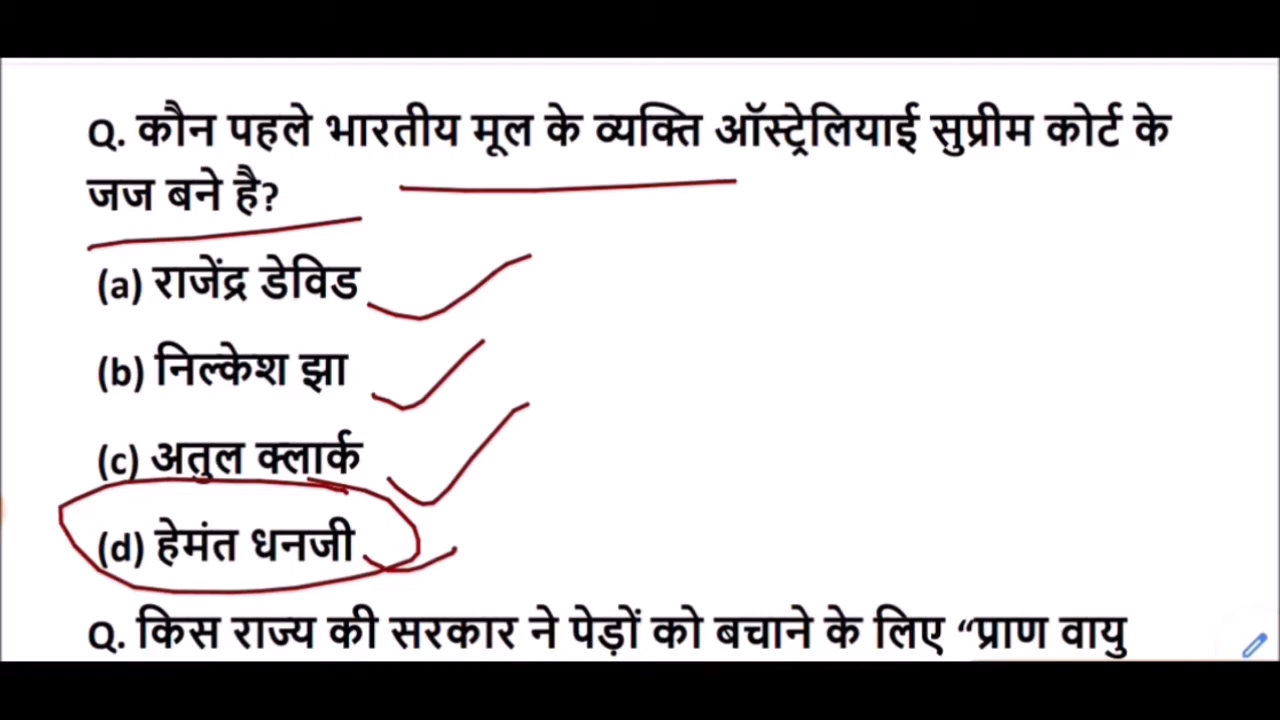 Q. कौन पहले भारतीय मूल के व्यक्ति ऑस्ट्रेलियाई सुप्रीम कोर्ट के
जज बने है?
(a) राजेंद्र डेविड
(b) निल्केश झा
(c) अतुल क्लार्क
(d) हेमंत धनजी
Q. किस राज्य की सरकार ने पेड़ों को बचाने के लिए “प्राण वायु